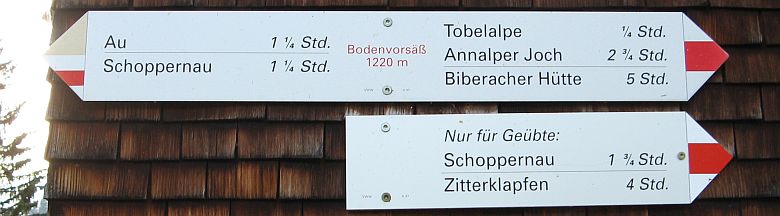 Au 1 ¼ Std.
Schoppernau 1 ¼ Std.
Bodenvorsäß
1220 m
Tobelalpe ¼ Std.
Annalper Joch 2 ¾ Std.
Biberacher Hütte 5 Std.
Nur für Geübte:
Schoppernau 1 ¾ Std.
Zitterklapfen 4 Std.